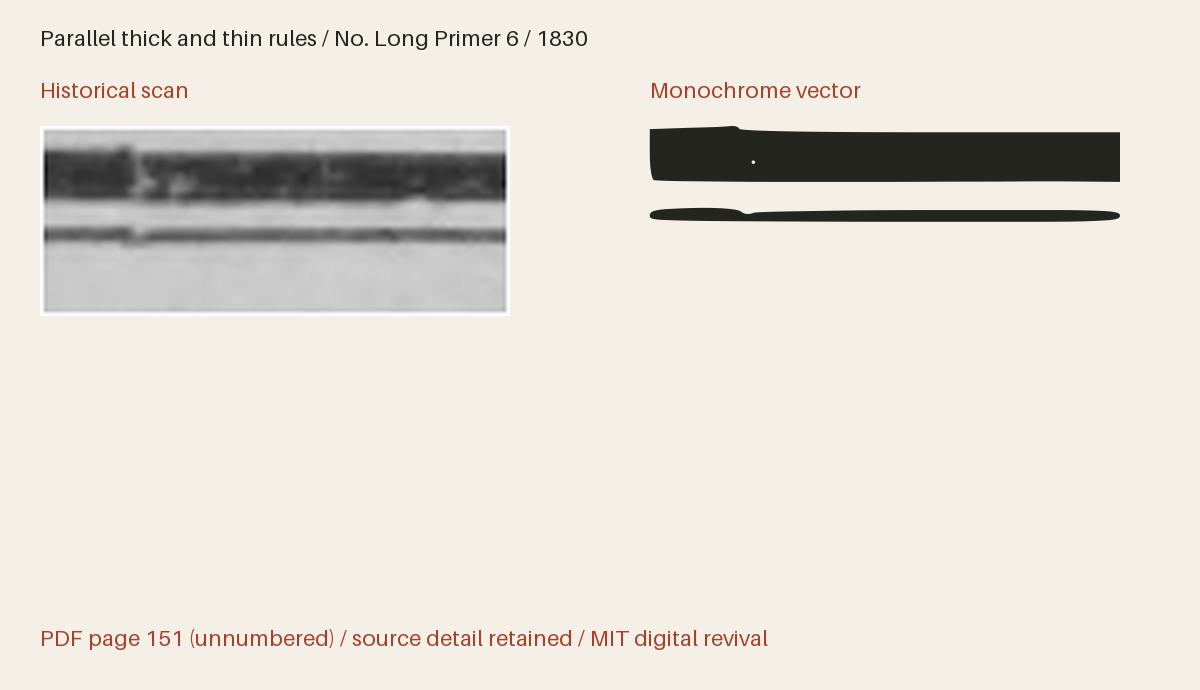 Parallel thick and thin rules / No. Long Primer 6 / 1830
Historical scan
Monochrome vector
PDF page 151 (unnumbered) / source detail retained / MIT digital revival